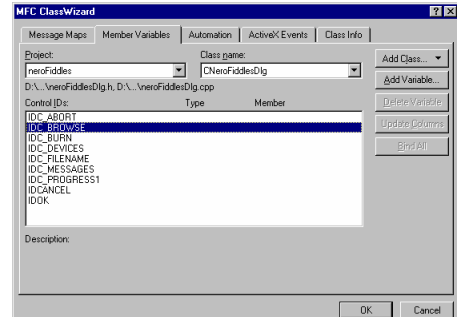 MFC ClassWizard
Message Maps Member Variables Automation ActiveX Events Class Info
Project: Class name:
neroFiddles CNeroFiddlesDlg
Add Class...
Add Variable...
D:\...\neroFiddlesDlg.h, D:\...\neroFiddlesDlg.cpp
Delete Variable
Control IDs: Type Member
Update Columns
IDC_ABORT
IDC_BROWSE
IDC_BURN
Bind All
IDC_DEVICES
IDC_FILENAME
IDC_MESSAGES
IDC_PROGRESS1
IDCANCEL
IDOK
Description:
OK Cancel